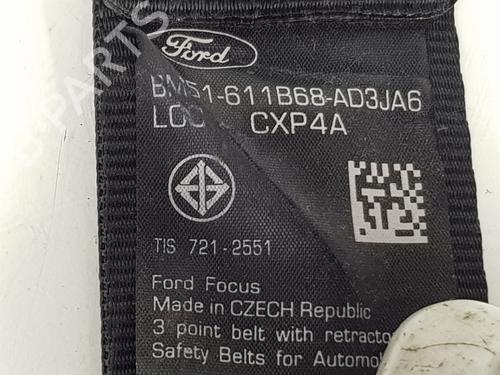 Ford
BM51-611B68-AD3JA6
LOC CXP4A
TIS 721-2551
Ford Focus
Made in CZECH Republic
3 point belt with retracto
Safety Belts for Automo